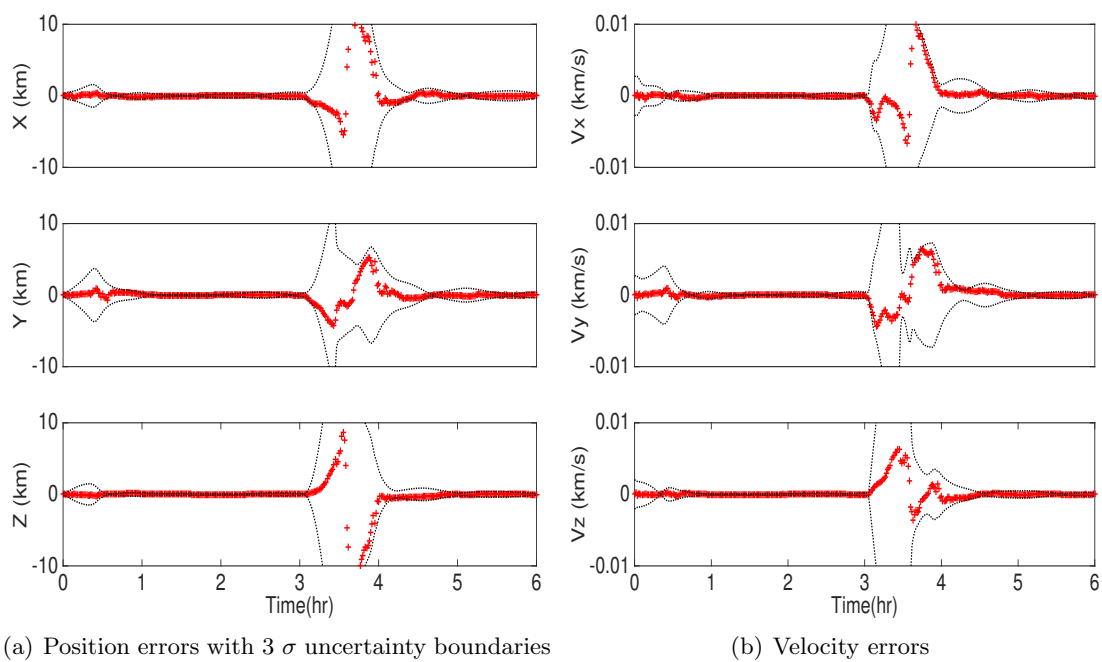 10
0
-10
X (km)
10
0
-10
Y (km)
10
0
-10
Z (km)
0 1 2 3 4 5 6
Time(hr)
(a) Position errors with 3 σ uncertainty boundaries
0.01
0
-0.01
Vx (km/s)
0.01
0
-0.01
Vy (km/s)
0.01
0
-0.01
Vz (km/s)
0 1 2 3 4 5 6
Time(hr)
(b) Velocity errors